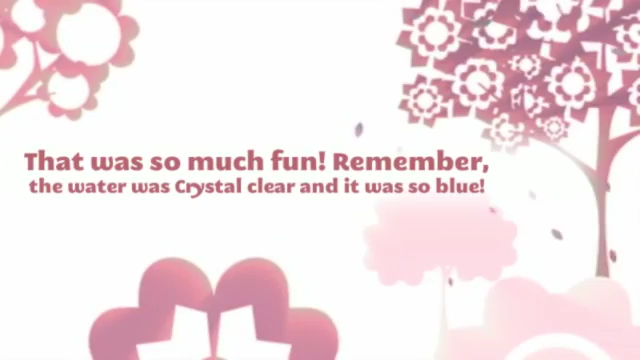 That was so much fun! Remember,
the water was Crystal clear and it was so blue!